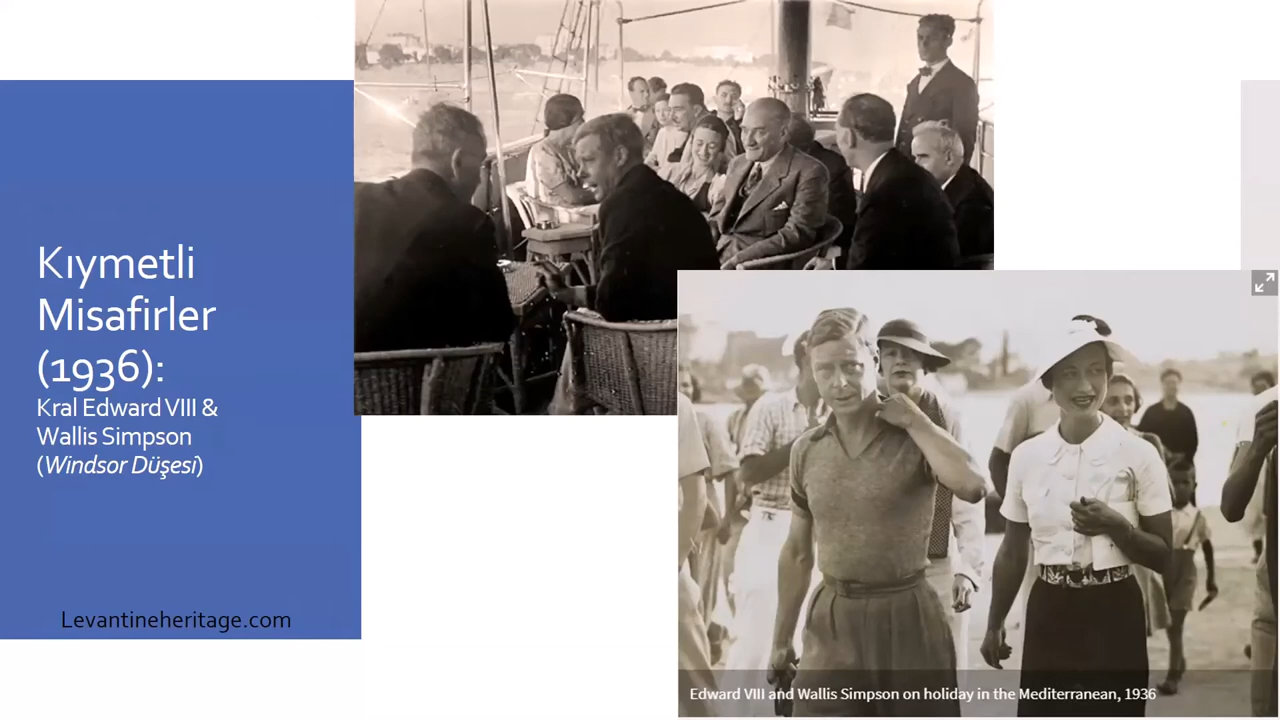 Kıymetli
Misafirler
(1936):
Kral Edward VIII &
Wallis Simpson
(Windsor Düşesi)
Levantineheritage.com
Edward VIII and Wallis Simpson on holiday in the Mediterranean, 1936